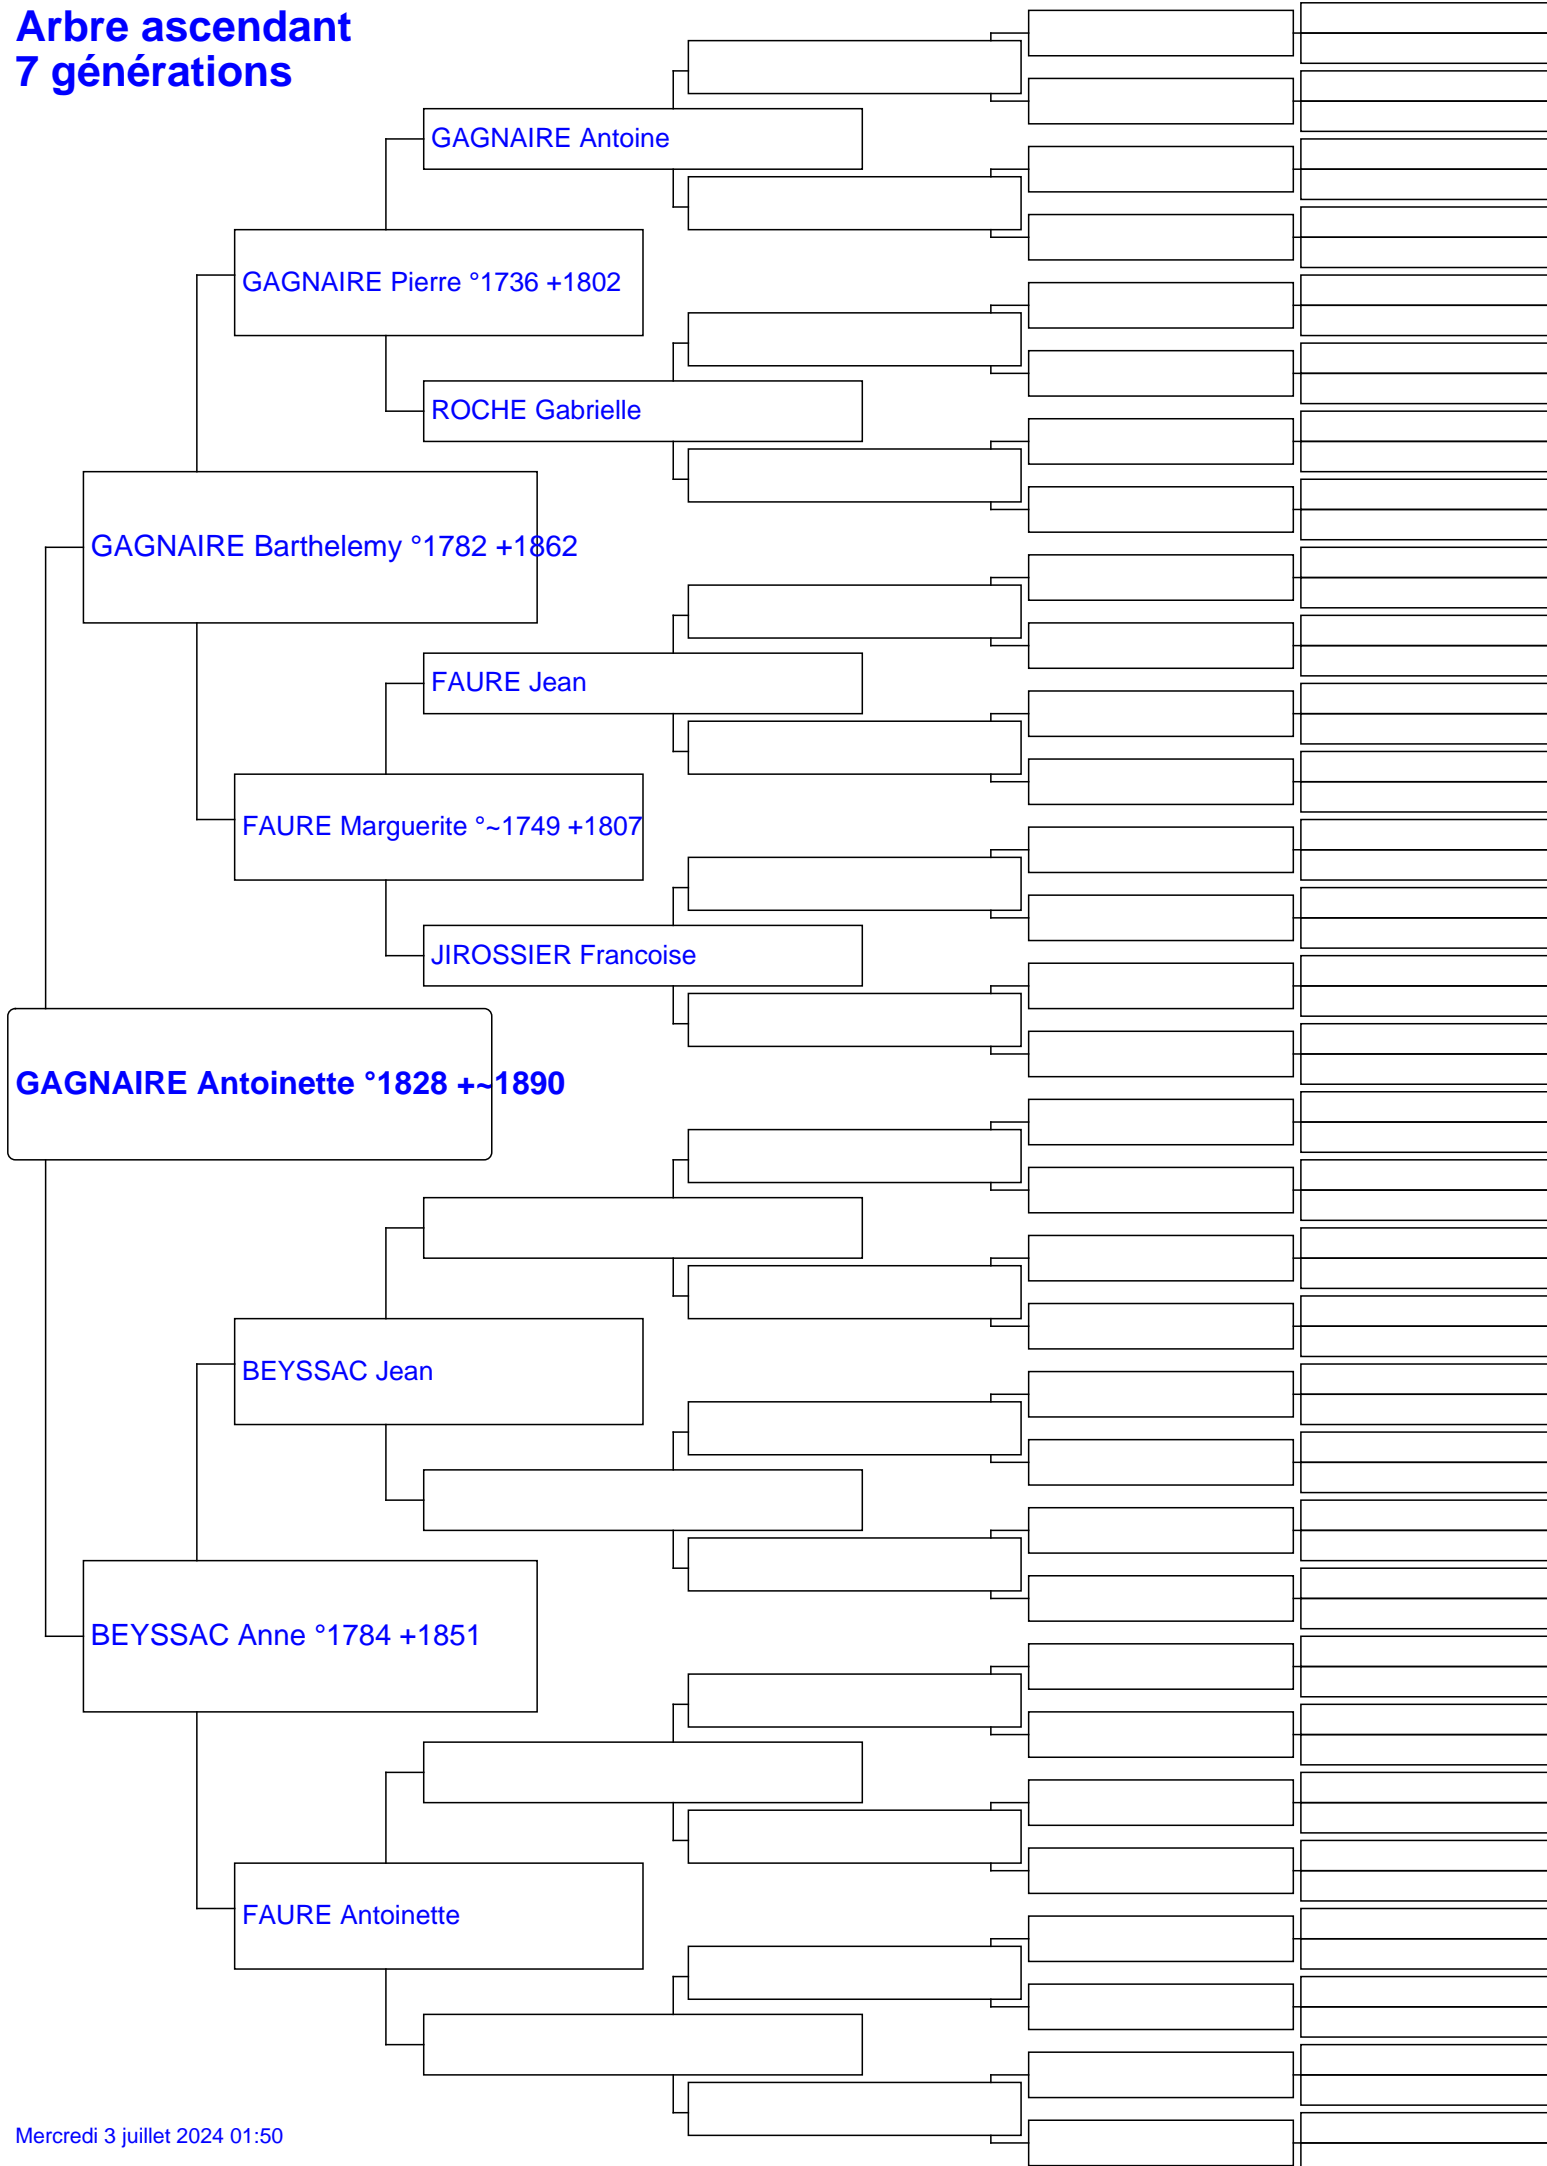 Arbre ascendant
7 générations
GAGNAIRE Antoine
GAGNAIRE Pierre °1736 +1802
ROCHE Gabrielle
GAGNAIRE Barthelemy °1782 +1862
FAURE Jean
FAURE Marguerite °~1749 +1807
JIROSSIER Francoise
GAGNAIRE Antoinette °1828 +~1890
BEYSSAC Jean
BEYSSAC Anne °1784 +1851
FAURE Antoinette
Mercredi 3 juillet 2024 01:50